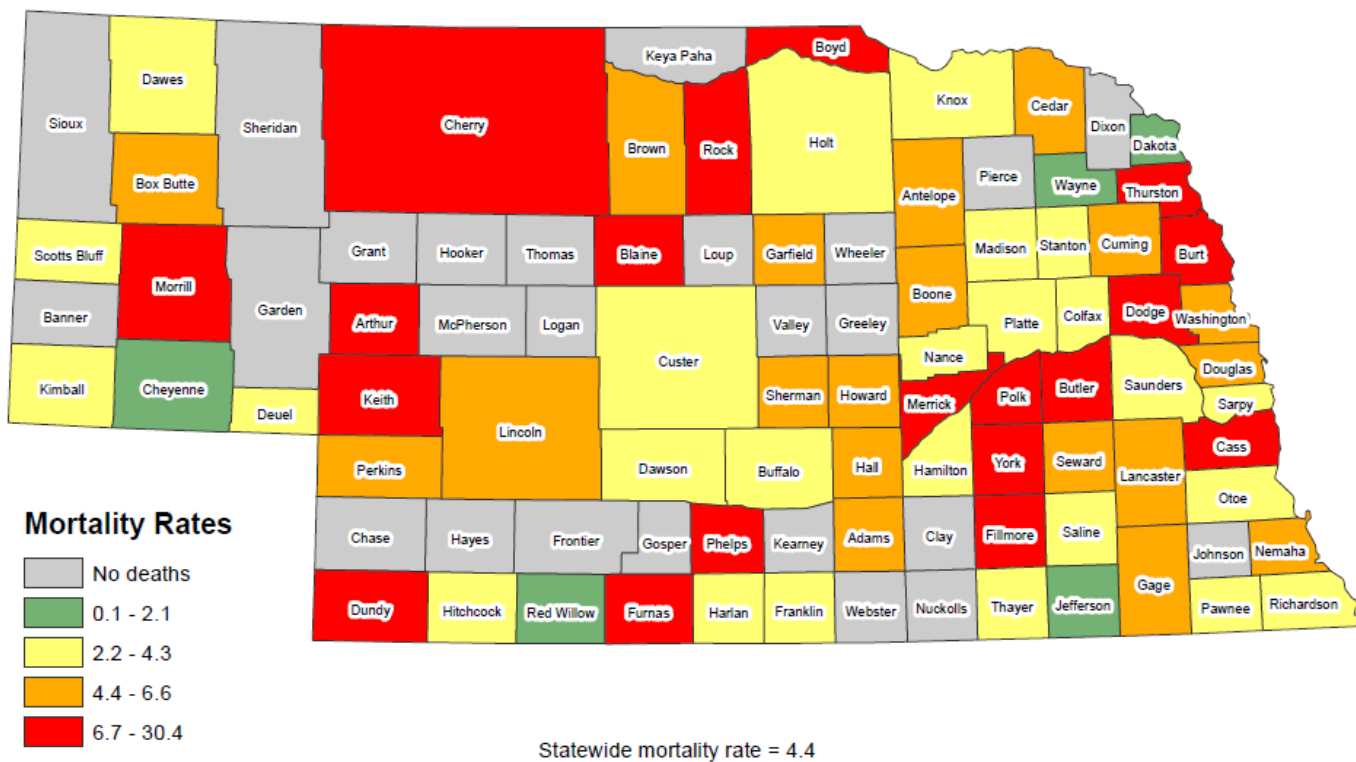 Keya Paha
Boyd
Dawes
Knox
Cedar
Sioux
Sheridan
Cherry
Brown
Rock
Holt
Dixon
Dakota
Box Butte
Antelope
Pierce
Wayne
Thurston
Scotts Bluff
Grant
Hooker
Thomas
Blaine
Loup
Garfield
Wheeler
Madison
Stanton
Cuming
Burt
Morrill
Garden
Boone
Banner
Arthur
McPherson
Logan
Valley
Greeley
Platte
Colfax
Dodge
Washington
Custer
Nance
Kimball
Cheyenne
Deuel
Keith
Sherman
Howard
Merrick
Polk
Butler
Saunders
Douglas
Sarpy
Lincoln
Perkins
Dawson
Buffalo
Hall
Hamilton
York
Seward
Lancaster
Cass
Otoe
Chase
Hayes
Frontier
Gosper
Phelps
Kearney
Adams
Clay
Fillmore
Saline
Johnson
Nemaha
Gage
Dundy
Hitchcock
Red Willow
Furnas
Harlan
Franklin
Webster
Nuckolls
Thayer
Jefferson
Pawnee
Richardson
Mortality Rates
No deaths
0.1 - 2.1
2.2 - 4.3
4.4 - 6.6
6.7 - 30.4
Statewide mortality rate = 4.4